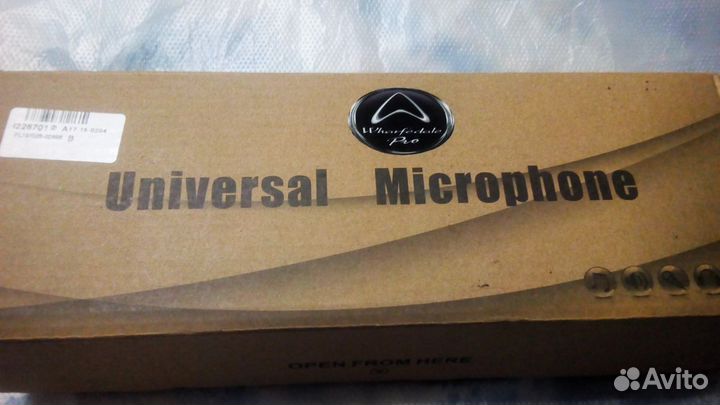 Wharfedale
Pro
Universal Microphone
OPEN FROM HERE
Avito